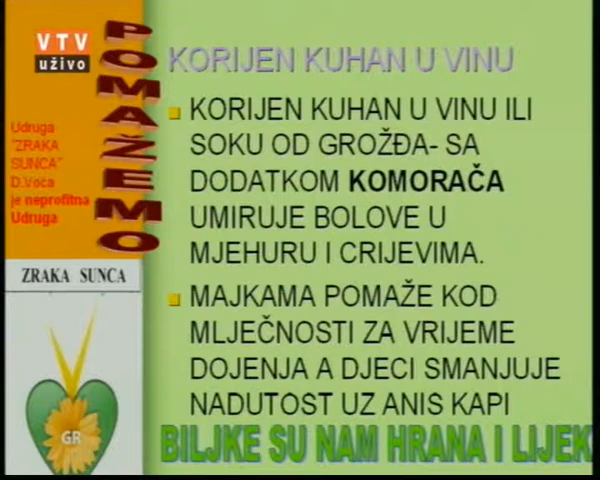 VTV
uživo
POMAŽEMO
Udruga
"ZRAKA
SUNCA"
D.Voća
je neprofitna
Udruga
ZRAKA SUNCA
GR
KORIJEN KUHAN U VINU
KORIJEN KUHAN U VINU ILI
SOKU OD GROŽĐA- SA
DODATKOM KOMORAČA
UMIRUJE BOLOVE U
MJEHURU I CRIJEVIMA.
MAJKAMA POMAŽE KOD
MLJEČNOSTI ZA VRIJEME
DOJENJA A DJECI SMANJUJE
NADUTOST UZ ANIS KAPI
BILJKE SU NAM HRANA I LIJEK